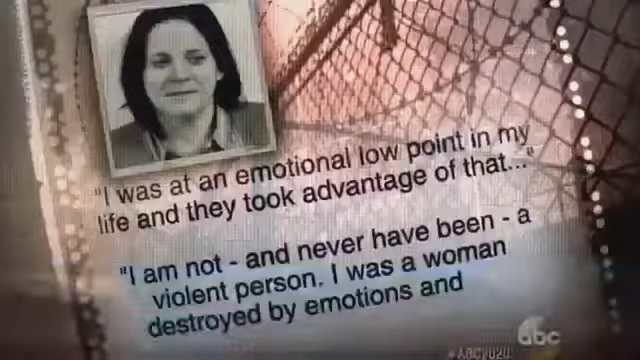 "I was at an emotional low point in my
life and they took advantage of that..."
"I am not - and never have been - a
violent person. I was a woman
destroyed by emotions and
abc
#ABC2020